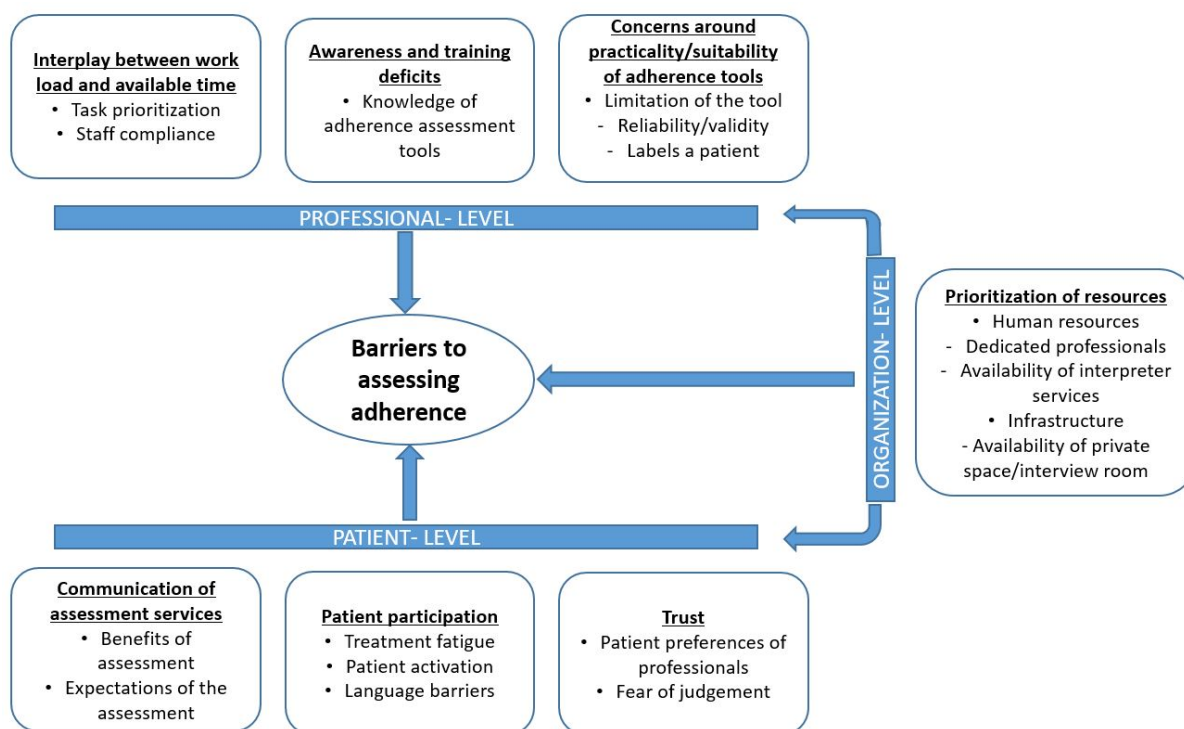 Interplay between work
load and available time
• Task prioritization
• Staff compliance
Awareness and training
deficits
• Knowledge of
adherence assessment
tools
Concerns around
practicality/suitability
of adherence tools
• Limitation of the tool
- Reliability/validity
- Labels a patient
PROFESSIONAL- LEVEL
Barriers to
assessing
adherence
ORGANIZATION- LEVEL
Prioritization of resources
• Human resources
- Dedicated professionals
- Availability of interpreter
services
• Infrastructure
- Availability of private
space/interview room
PATIENT- LEVEL
Communication of
assessment services
• Benefits of
assessment
• Expectations of the
assessment
Patient participation
• Treatment fatigue
• Patient activation
• Language barriers
Trust
• Patient preferences of
professionals
• Fear of judgement